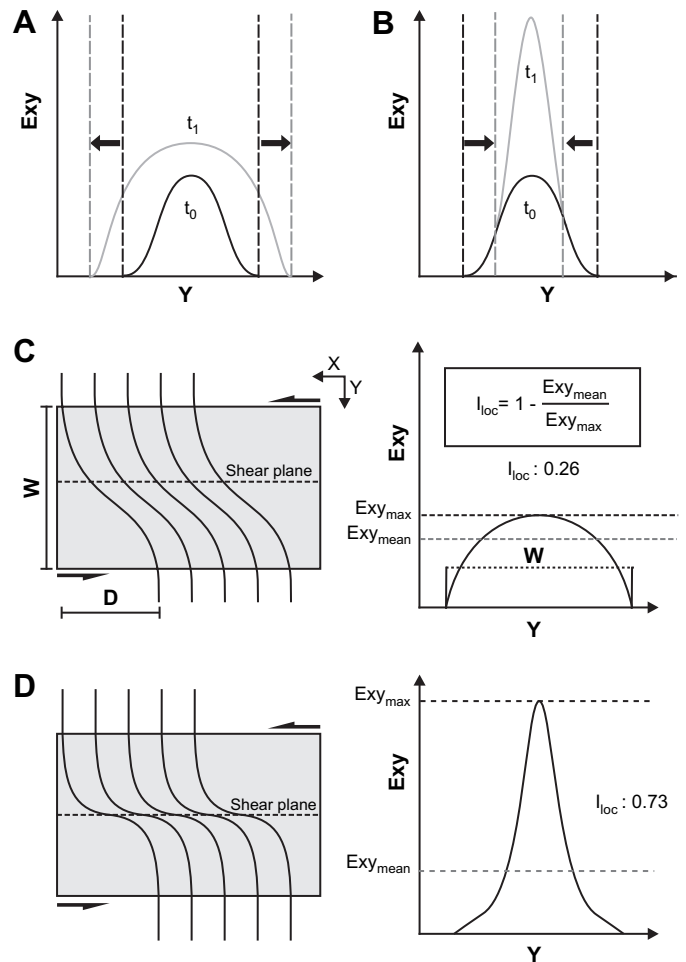 A
Exy
t1
t0
Y
B
Exy
t1
t0
Y
C
X
Y
W
Shear plane
D
Exy
Iloc = 1 - Exymean
Exymax
Iloc : 0.26
Exymax
Exymean
W
Y
D
Shear plane
Exymax
Exy
Iloc : 0.73
Exymean
Y